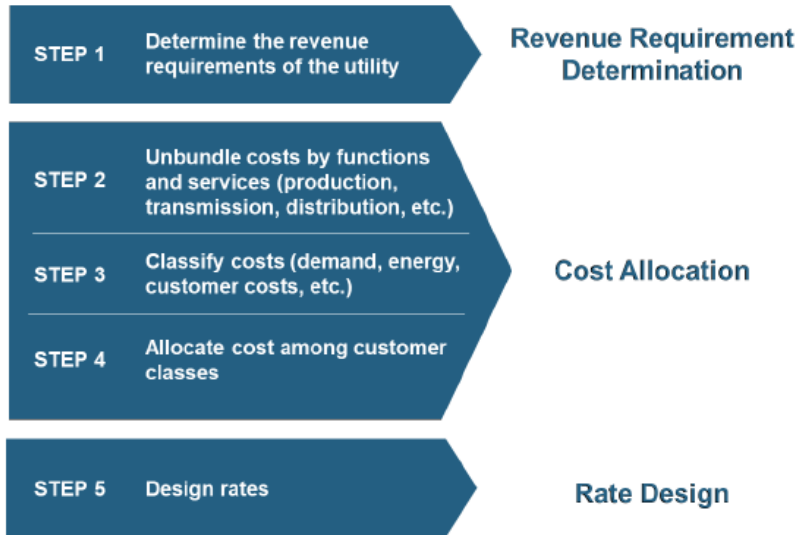 STEP 1
Determine the revenue
requirements of the utility
Revenue Requirement
Determination
STEP 2
Unbundle costs by functions
and services (production,
transmission, distribution, etc.)
STEP 3
Classify costs (demand, energy,
customer costs, etc.)
Cost Allocation
STEP 4
Allocate cost among customer
classes
STEP 5
Design rates
Rate Design